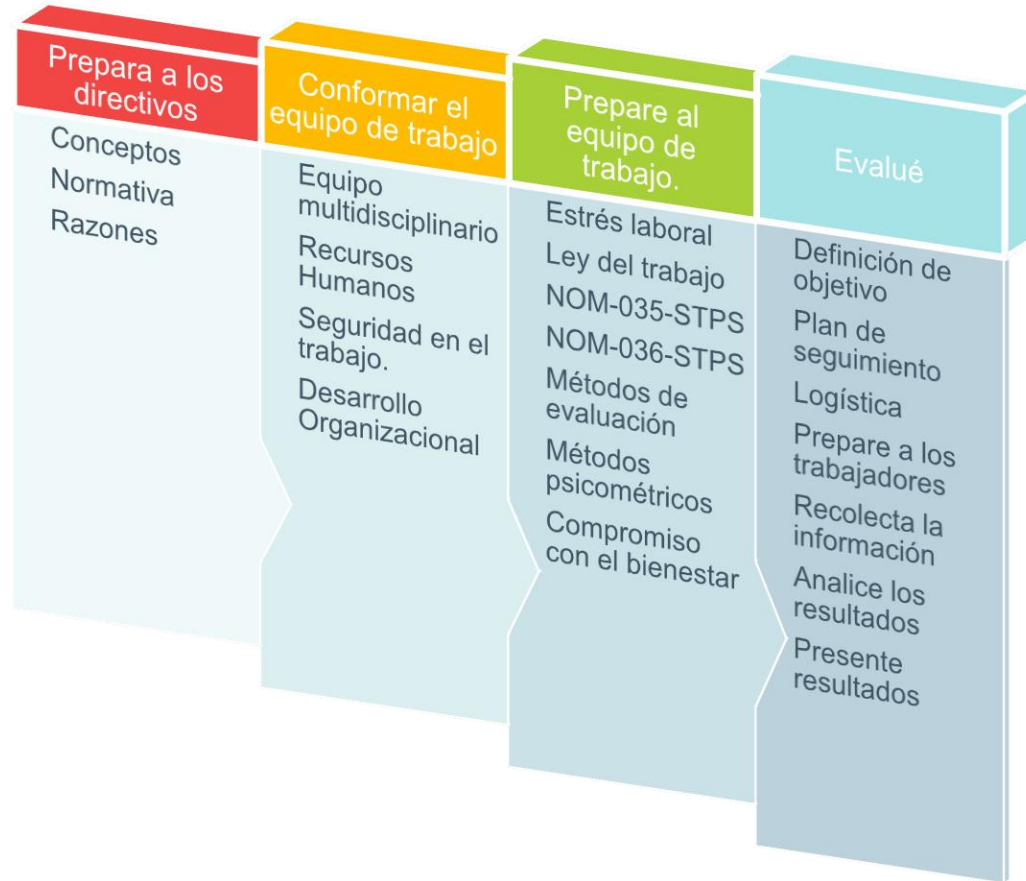 Prepara a los
directivos
Conceptos
Normativa
Razones
Conformar el
equipo de trabajo
Equipo
multidisciplinario
Recursos
Humanos
Seguridad en el
trabajo.
Desarrollo
Organizacional
Prepare al
equipo de
trabajo.
Estrés laboral
Ley del trabajo
NOM-035-STPS
NOM-036-STPS
Métodos de
evaluación
Métodos
psicométricos
Compromiso
con el bienestar
Evalué
Definición de
objetivo
Plan de
seguimiento
Logística
Prepare a los
trabajadores
Recolecta la
información
Analice los
resultados
Presente
resultados